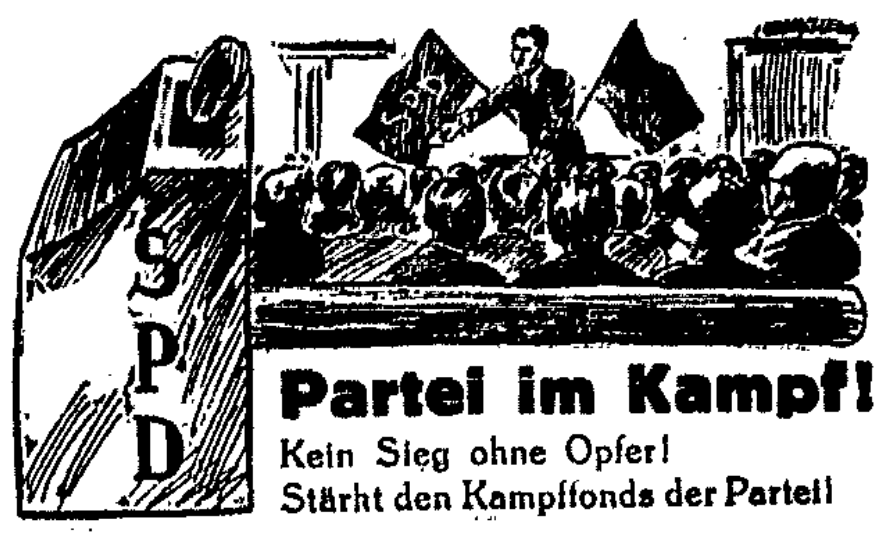 SPD
S
P
D
Partei im Kampf!
Kein Sieg ohne Opfer!
Stärkt den Kampffonds der Partei!